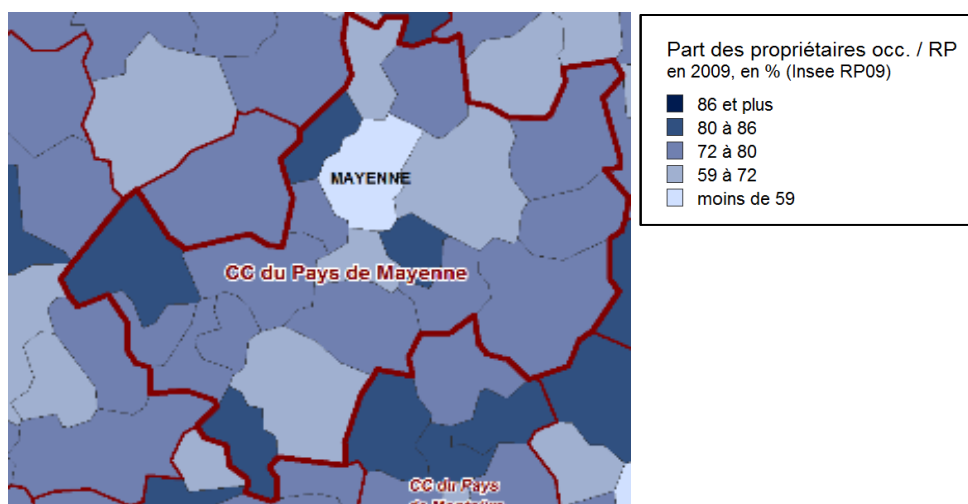 MAYENNE
CC du Pays de Mayenne
CC du Pays
Part des propriétaires occ. / RP
en 2009, en % (Insee RP09)
86 et plus
80 à 86
72 à 80
59 à 72
moins de 59